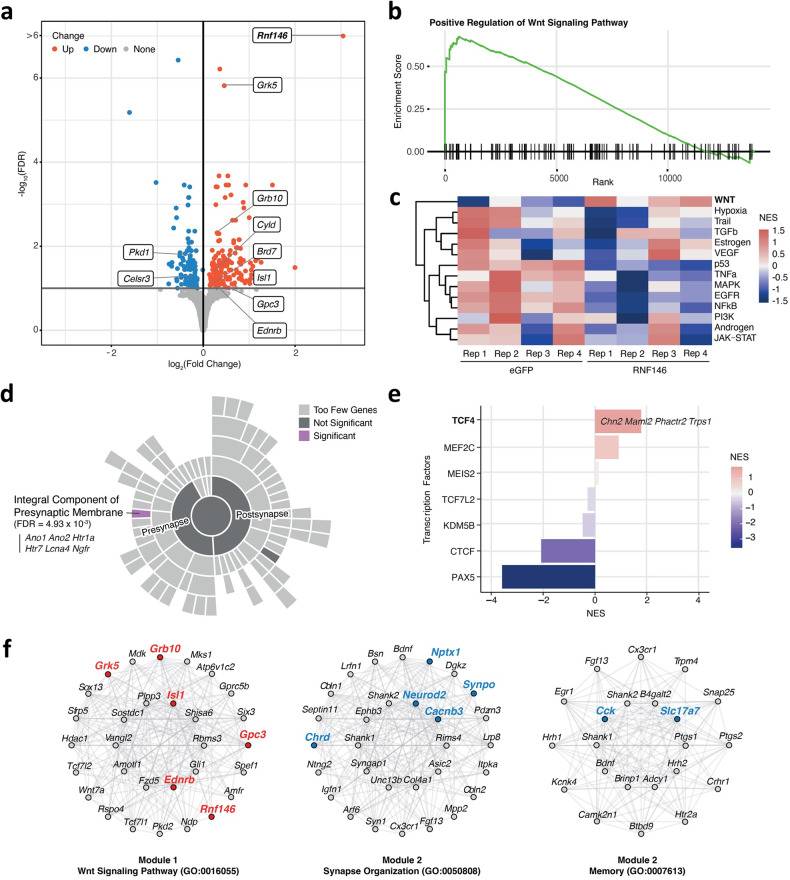 a
>6
6
4
2
0
-log10(FDR)
Change
Up Down None
Rnf146
Grk5
Grb10
Cyld
Pkd1
Brd7
Celsr3
Isl1
Gpc3
Ednrb
−2 0 2
log2(Fold Change)
b
Positive Regulation of Wnt Signaling Pathway
Enrichment Score
0.50
0.25
0.00
0 5000 10000
Rank
c
WNT
Hypoxia
Trail
TGFb
Estrogen
VEGF
p53
TNFa
MAPK
EGFR
NFkB
PI3K
Androgen
JAK-STAT
NES
1.5
1
0.5
0
-0.5
-1
-1.5
Rep 1 Rep 2 Rep 3 Rep 4 Rep 1 Rep 2 Rep 3 Rep 4
eGFP RNF146
d
Too Few Genes
Not Significant
Significant
Integral Component of
Presynaptic Membrane
(FDR = 4.93 x 10-3)
Ano1 Ano2 Htr1a
Htr7 Lcna4 Ngfr
Presynapse
Postsynapse
e
Transcription Factors
TCF4
MEF2C
MEIS2
TCF7L2
KDM5B
CTCF
PAX5
Chn2 Maml2 Phactr2 Trps1
−4 −2 0 2 4
NES
NES
1
0
−1
−2
−3
f
Grb10
Mdk Mks1
Grk5 Atp6v1c2
Sox13 Plpp3 Isl1 Gprc5b
Sfrp5 Sostdc1 Shisa6 Six3
Hdac1 Vangl2 Rbms3 Gpc3
Tcf7l2 Amotl1 Gli1 Spef1
Fzd5 Ednrb
Wnt7a Amfr
Rspo4 Rnf146
Tcf7l1 Pkd2 Ndp
Module 1
Wnt Signaling Pathway (GO:0016055)
Bdnf
Bsn Nptx1
Lrfn1 Dgkz
Cbln1 Shank2 Neurod2 Synpo
Septin11 Ephb3 Cacnb3 Pdzrn3
Chrd Shank1 Rims4 Lrp8
Ntng2 Syngap1 Asic2 Itpka
Unc13b Col4a1
Igfn1 Cbln2
Arf6 Mpp2
Syn1 Cx3cr1 Fgf13
Module 2
Synapse Organization (GO:0050808)
Cx3cr1
Fgf13 Trpm4
Egr1 Shank2 B4galt2 Snap25
Cck Slc17a7
Hrh1 Shank1 Ptgs1 Ptgs2
Bdnf Hrh2
Kcnk4 Brinp1 Adcy1 Crhr1
Camk2n1 Htr2a
Btbd9
Module 2
Memory (GO:0007613)